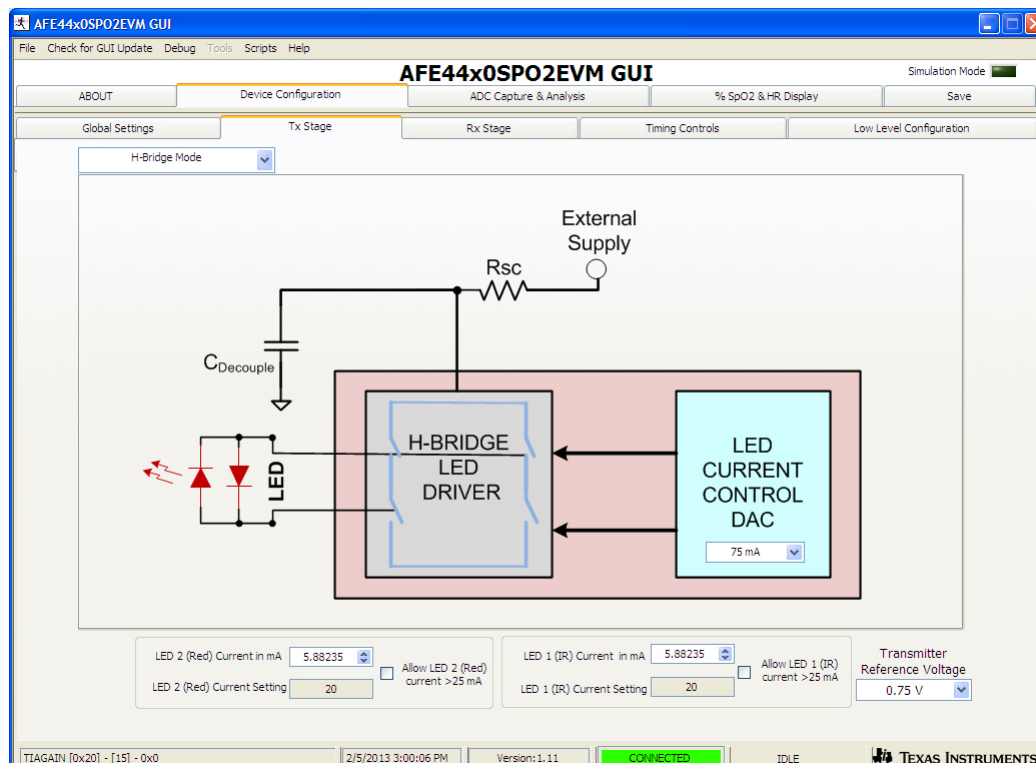 AFE44x0SPO2EVM GUI
File Check for GUI Update Debug Tools Scripts Help
AFE44x0SPO2EVM GUI
Simulation Mode
ABOUT Device Configuration ADC Capture & Analysis % SpO2 & HR Display Save
Global Settings Tx Stage Rx Stage Timing Controls Low Level Configuration
H-Bridge Mode
External
Supply
Rsc
CDecouple
LED
H-BRIDGE
LED
DRIVER
LED
CURRENT
CONTROL
DAC
75 mA
LED 2 (Red) Current in mA 5.88235
LED 2 (Red) Current Setting 20
Allow LED 2 (Red)
current >25 mA
LED 1 (IR) Current in mA 5.88235
LED 1 (IR) Current Setting 20
Allow LED 1 (IR)
current >25 mA
Transmitter
Reference Voltage
0.75 V
TIAGAIN [0x20] - [15] - 0x0 2/5/2013 3:00:06 PM Version:1.11 CONNECTED IDLE TEXAS INSTRUMENTS